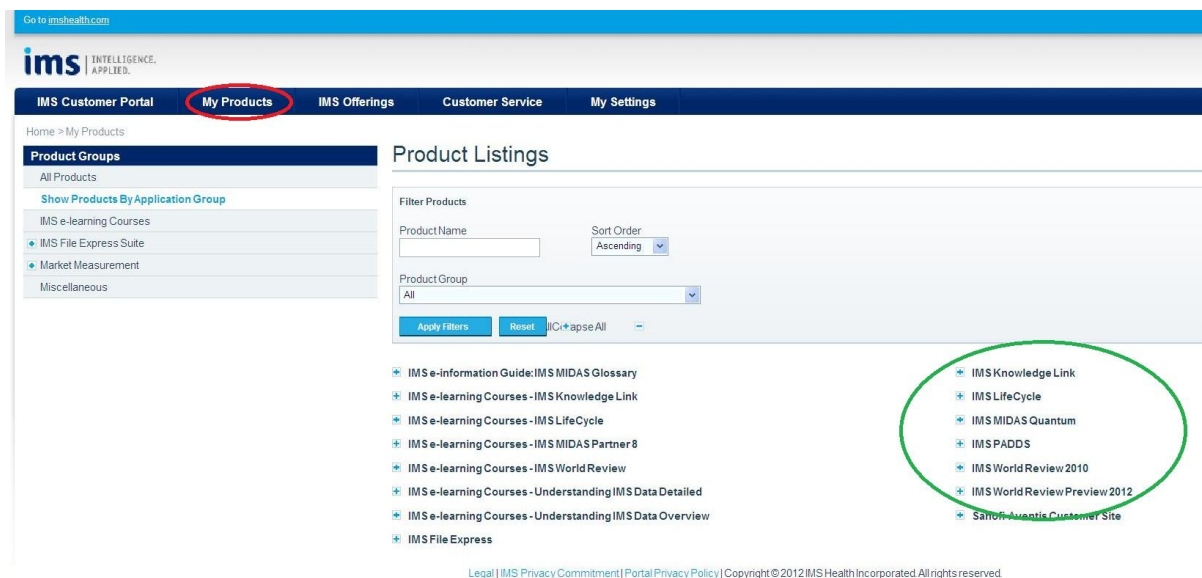 Go to imshealth.com
ims | INTELLIGENCE.
APPLIED.
IMS Customer Portal My Products IMS Offerings Customer Service My Settings
Home > My Products
Product Groups
All Products
Show Products By Application Group
IMS e-learning Courses
IMS File Express Suite
Market Measurement
Miscellaneous
Product Listings
Filter Products
Product Name Sort Order
Ascending
Product Group
All
Apply Filters Reset apse All
IMS e-information Guide: IMS MIDAS Glossary
IMS e-learning Courses - IMS Knowledge Link
IMS e-learning Courses - IMS LifeCycle
IMS e-learning Courses - IMS MIDAS Partner 8
IMS e-learning Courses - IMS World Review
IMS e-learning Courses - Understanding IMS Data Detailed
IMS e-learning Courses - Understanding IMS Data Overview
IMS File Express
IMS Knowledge Link
IMS LifeCycle
IMS MIDAS Quantum
IMS PADDS
IMS World Review 2010
IMS World Review Preview 2012
Sanofi-Aventis Customer Site
Legal | IMS Privacy Commitment | Portal Privacy Policy | Copyright © 2012 IMS Health Incorporated. All rights reserved.